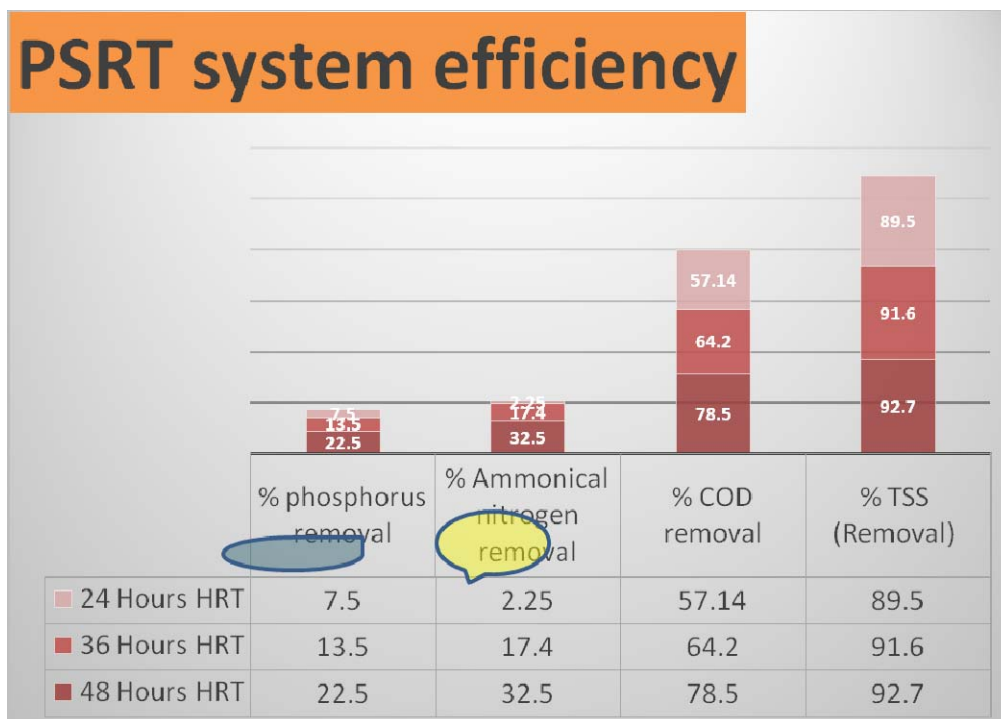 PSRT system efficiency
89.5
57.14
91.6
64.2
2.25
7.5
17.4
92.7
13.5
78.5
22.5
32.5
% phosphorus
removal
% Ammonical
nitrogen
removal
% COD
removal
% TSS
(Removal)
24 Hours HRT 7.5 2.25 57.14 89.5
36 Hours HRT 13.5 17.4 64.2 91.6
48 Hours HRT 22.5 32.5 78.5 92.7